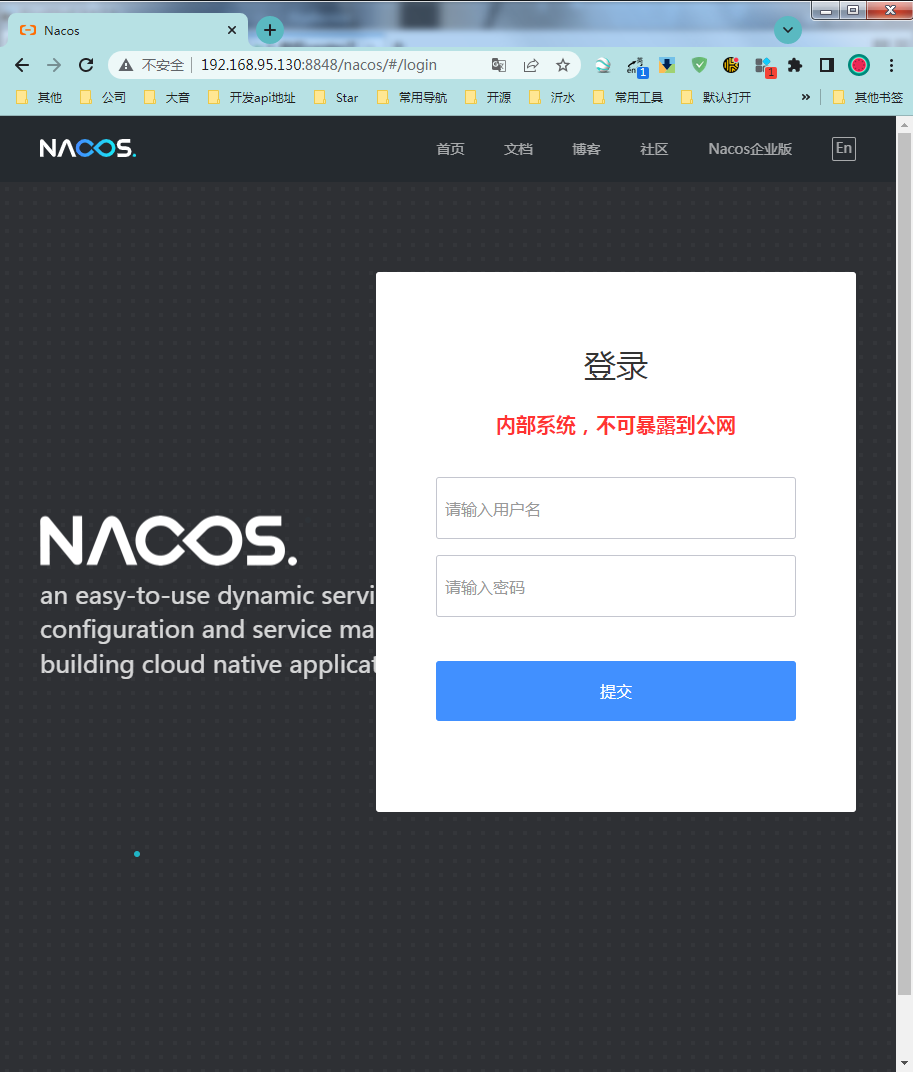 Nacos
不安全 192.168.95.130:8848/nacos/#/login
en 英 1 1
其他 公司 大音 开发api地址 Star 常用导航 开源 沂水 常用工具 默认打开 » 其他书签
NACOS. 首页 文档 博客 社区 Nacos企业版 En
登录
内部系统，不可暴露到公网
请输入用户名
请输入密码
提交
NACOS.
an easy-to-use dynamic servi
configuration and service ma
building cloud native applicat